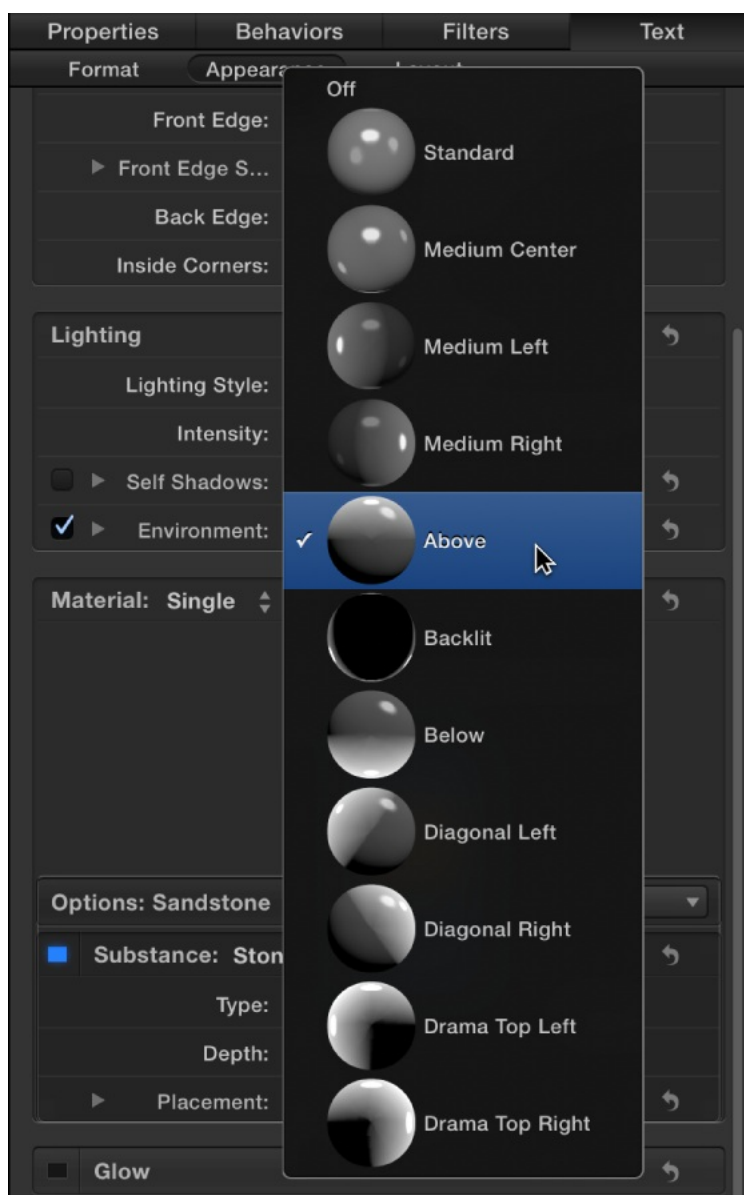 Properties Behaviors Filters Text
Format
Off
Front Edge:
Standard
Front Edge S...
Back Edge:
Medium Center
Inside Corners:
Lighting
Medium Left
Lighting Style:
Intensity:
Medium Right
Self Shadows:
Environment:
Above
Material: Single
Backlit
Below
Diagonal Left
Options: Sandstone
Diagonal Right
Substance:
Type:
Drama Top Left
Depth:
Placement:
Drama Top Right
Glow